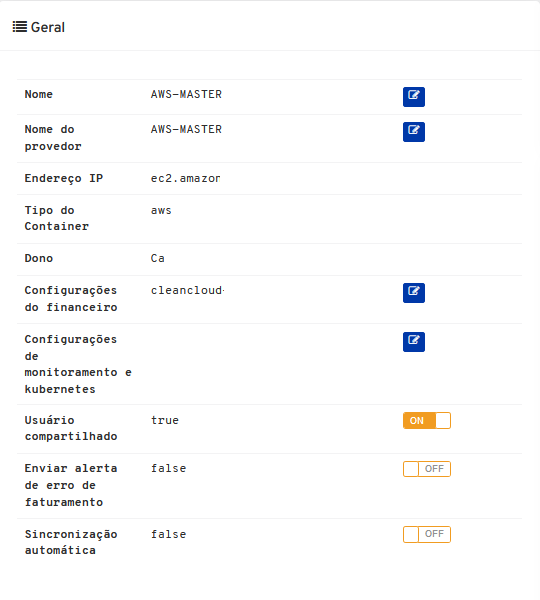 Geral
Nome AWS-MASTER
Nome do AWS-MASTER
provedor
Endereço IP ec2.amazon
Tipo do aws
Container
Dono Ca
Configurações cleancloud
do financeiro
Configurações
de
monitoramento e
kubernetes
Usuário true ON
compartilhado
Enviar alerta false OFF
de erro de
faturamento
Sincronização false OFF
automática